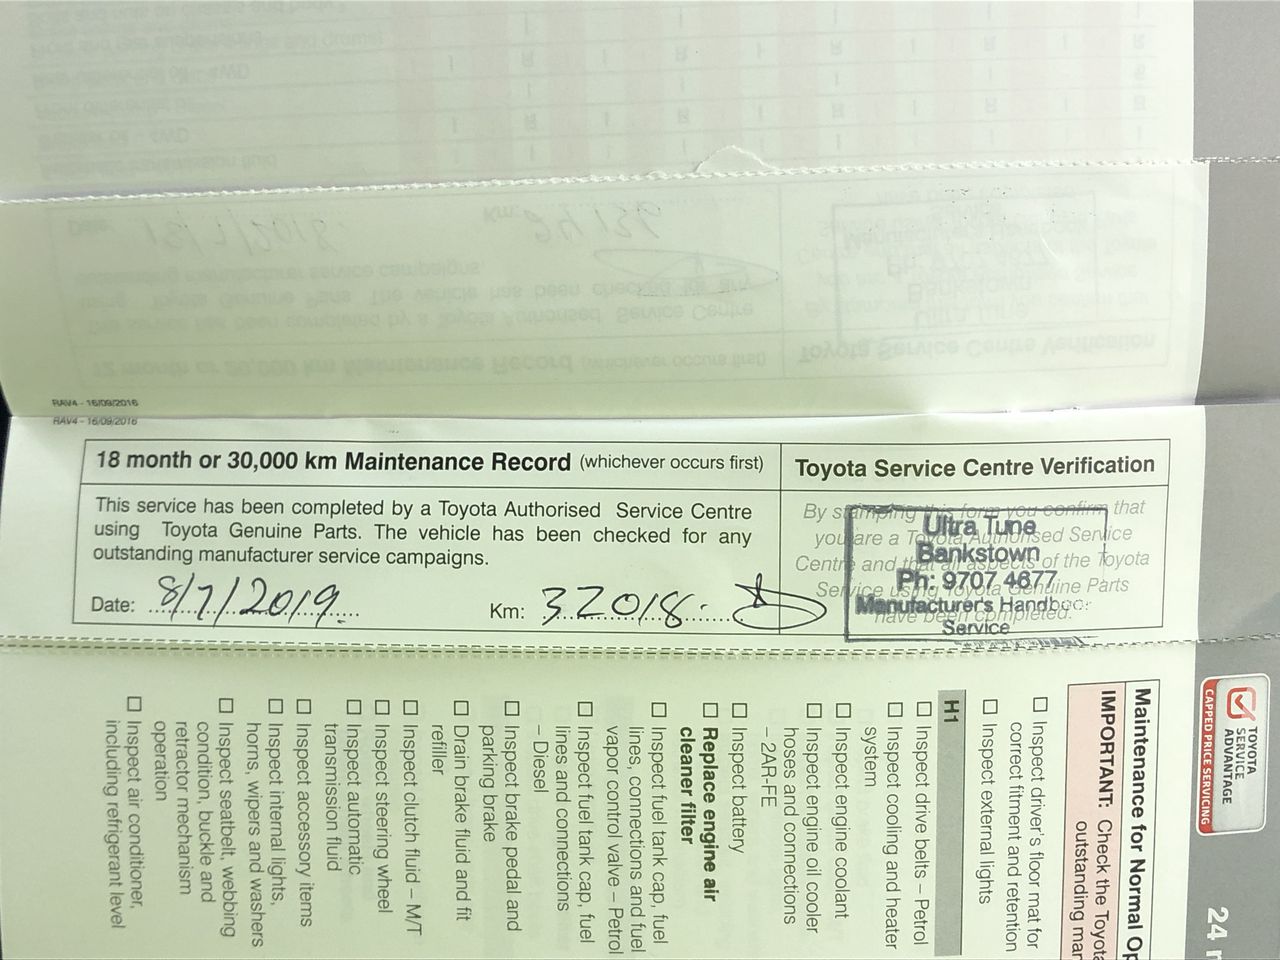 RAV4 - 16/09/2016
RAV4 - 16/09/2016
18 month or 30,000 km Maintenance Record (whichever occurs first)
This service has been completed by a Toyota Authorised Service Centre
using Toyota Genuine Parts. The vehicle has been checked for any
outstanding manufacturer service campaigns.
Date: 8/7/2019
Km: 32018
Toyota Service Centre Verification
By stamping this form you confirm that
you are a Toyota Authorised Service
Centre and that all aspects of the Toyota
Service using Toyota Genuine Parts
have been completed.
Ultra Tune
Bankstown
Ph: 9707 4677
Manufacturer's Handbook
Service
TOYOTA
SERVICE
ADVANTAGE
CAPPED PRICE SERVICING
24
Maintenance for Normal
IMPORTANT: Check the
outstanding
☐ Inspect driver's floor mat for
correct fitment and retention
☐ Inspect external lights
H1
☐ Inspect drive belts – Petrol
☐ Inspect cooling and heater
system
☐ Inspect engine coolant
☐ Inspect engine oil cooler
hoses and connections
– 2AR-FE
☐ Inspect battery
☐ Replace engine air
cleaner filter
☐ Inspect fuel tank cap, fuel
lines, connections and fuel
vapor control valve – Petrol
☐ Inspect fuel tank cap, fuel
lines and connections
– Diesel
☐ Inspect brake pedal and
parking brake
☐ Drain brake fluid and fit
refiller
☐ Inspect clutch fluid – M/T
☐ Inspect steering wheel
☐ Inspect automatic
transmission fluid
☐ Inspect accessory items
☐ Inspect internal lights,
horns, wipers and washers
☐ Inspect seatbelt, webbing
condition, buckle and
retractor mechanism
operation
☐ Inspect air conditioner,
including refrigerant level